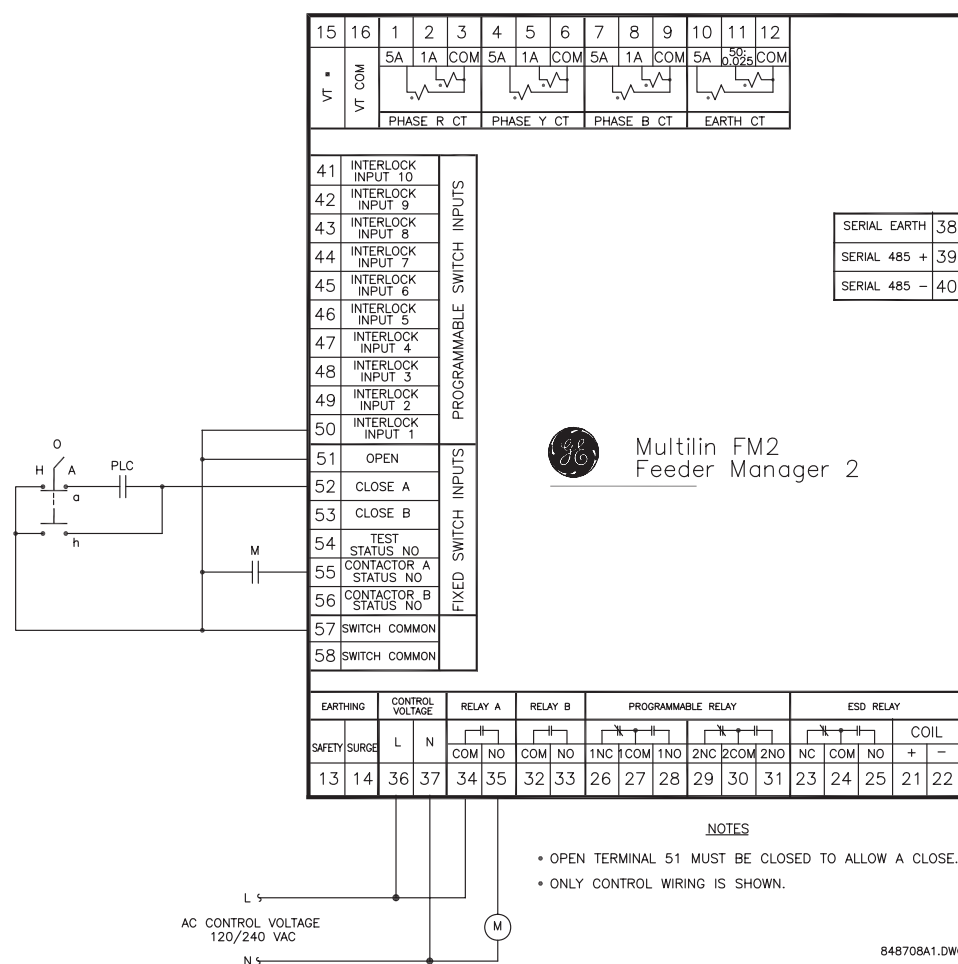 15 16 1 2 3 4 5 6 7 8 9 10 11 12
VT ▪ VT COM 5A 1A COM 5A 1A COM 5A 1A COM 5A 50:0.025 COM
PHASE R CT PHASE Y CT PHASE B CT EARTH CT
41 INTERLOCK INPUT 10
42 INTERLOCK INPUT 9
43 INTERLOCK INPUT 8
44 INTERLOCK INPUT 7
45 INTERLOCK INPUT 6
46 INTERLOCK INPUT 5
47 INTERLOCK INPUT 4
48 INTERLOCK INPUT 3
49 INTERLOCK INPUT 2
50 INTERLOCK INPUT 1
PROGRAMMABLE SWITCH INPUTS
51 OPEN
52 CLOSE A
53 CLOSE B
54 TEST STATUS NO
55 CONTACTOR A STATUS NO
56 CONTACTOR B STATUS NO
FIXED SWITCH INPUTS
57 SWITCH COMMON
58 SWITCH COMMON
SERIAL EARTH 38
SERIAL 485 + 39
SERIAL 485 - 40
GE
Multilin FM2
Feeder Manager 2
O
H A PLC
a
h
M
EARTHING CONTROL VOLTAGE RELAY A RELAY B PROGRAMMABLE RELAY ESD RELAY
SAFETY SURGE L N COM NO COM NO 1NC 1COM 1NO 2NC 2COM 2NO NC COM NO COIL + -
13 14 36 37 34 35 32 33 26 27 28 29 30 31 23 24 25 21 22
NOTES
• OPEN TERMINAL 51 MUST BE CLOSED TO ALLOW A CLOSE.
• ONLY CONTROL WIRING IS SHOWN.
L
AC CONTROL VOLTAGE
120/240 VAC
M
N
848708A1.DW